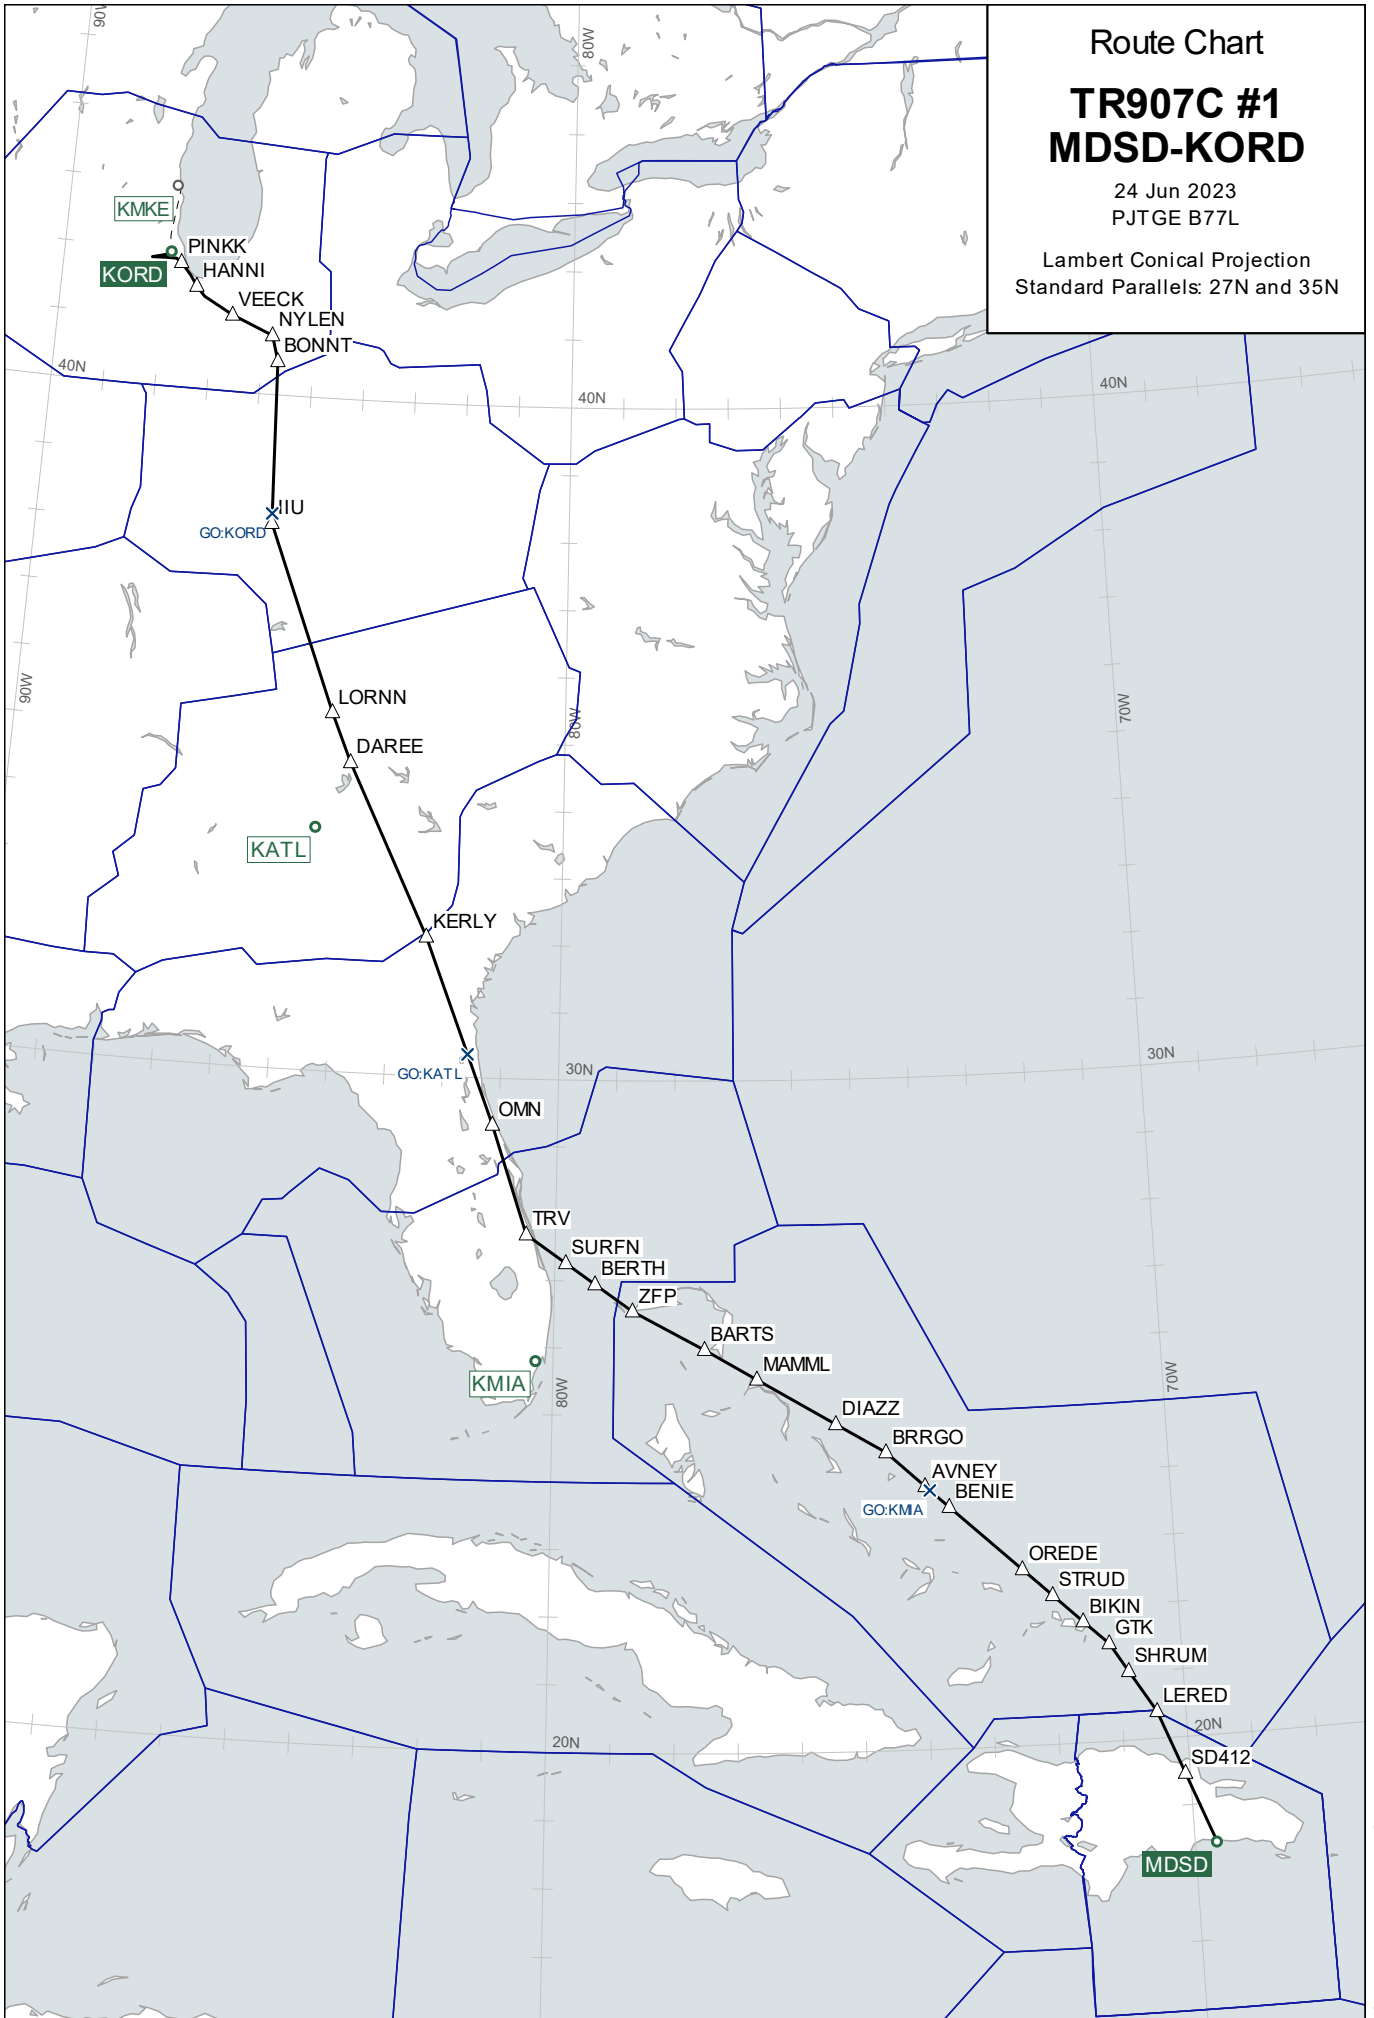 90W
80W
Route Chart
TR907C #1
MDSD-KORD
24 Jun 2023
PJTGE B77L
Lambert Conical Projection
Standard Parallels: 27N and 35N
KMKE
PINKK
KORD
HANNI
VEECK
NYLEN
BONNT
40N
40N
40N
IIU
GO:KORD
90W
LORNN
80W
70W
DAREE
KATL
KERLY
30N
30N
GO:KATL
OMN
TRV
SURFN
BERTH
ZFP
BARTS
MAMML
KMIA
80W
70W
DIAZZ
BRRGO
AVNEY
BENIE
GO:KMIA
OREDE
STRUD
BIKIN
GTK
SHRUM
LERED
20N
20N
SD412
MDSD